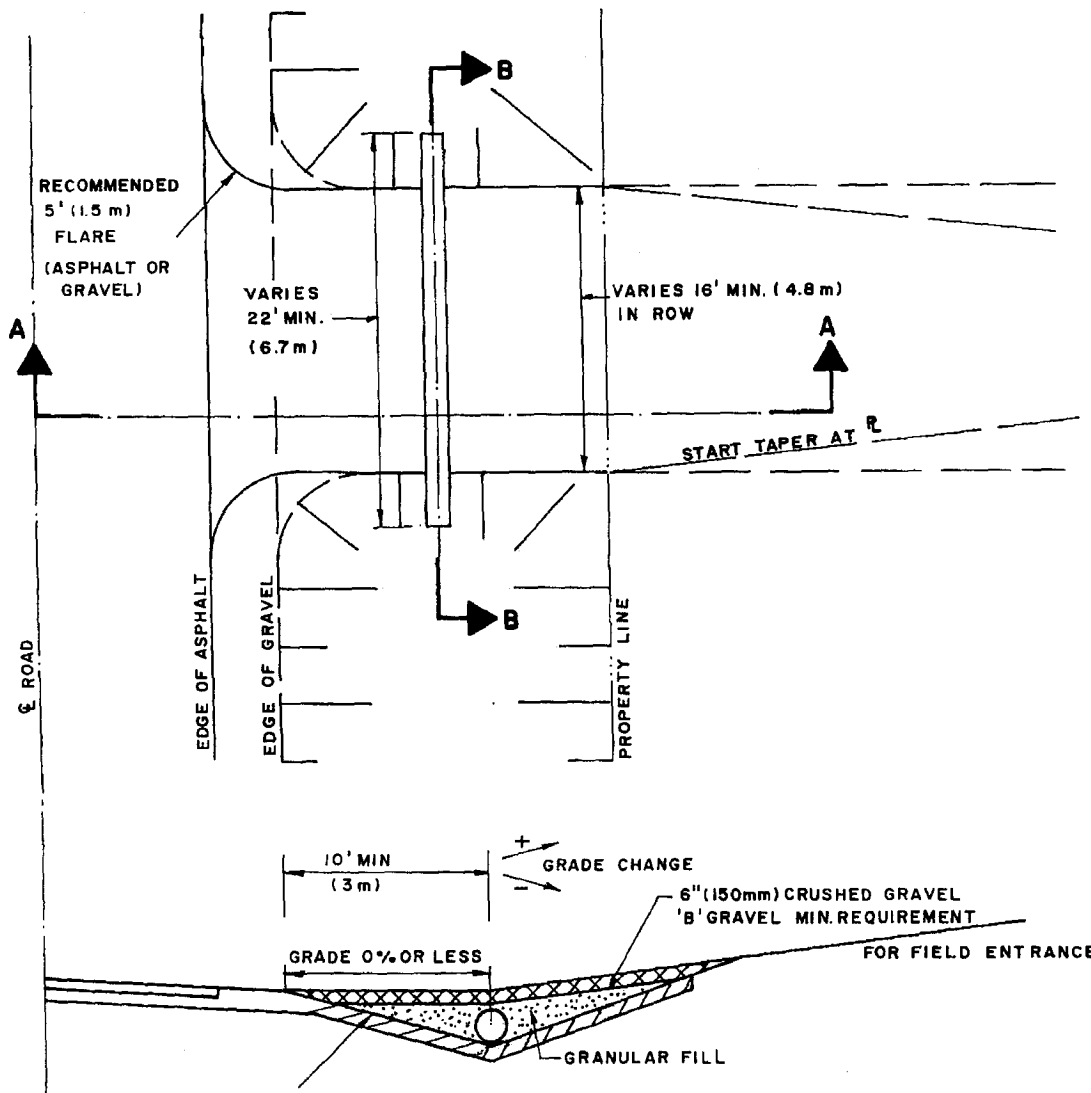 B
RECOMMENDED
5' (1.5 m)
FLARE
(ASPHALT OR
GRAVEL)
VARIES
22' MIN.
(6.7m)
VARIES 16' MIN. (4.8 m)
IN ROW
A
A
START TAPER AT ⅊
B
℄ ROAD
EDGE OF ASPHALT
EDGE OF GRAVEL
PROPERTY LINE
10' MIN
(3m)
+
-
GRADE CHANGE
6" (150mm) CRUSHED GRAVEL
'B' GRAVEL MIN. REQUIREMENT
GRADE 0% OR LESS
FOR FIELD ENTRANCE
GRANULAR FILL